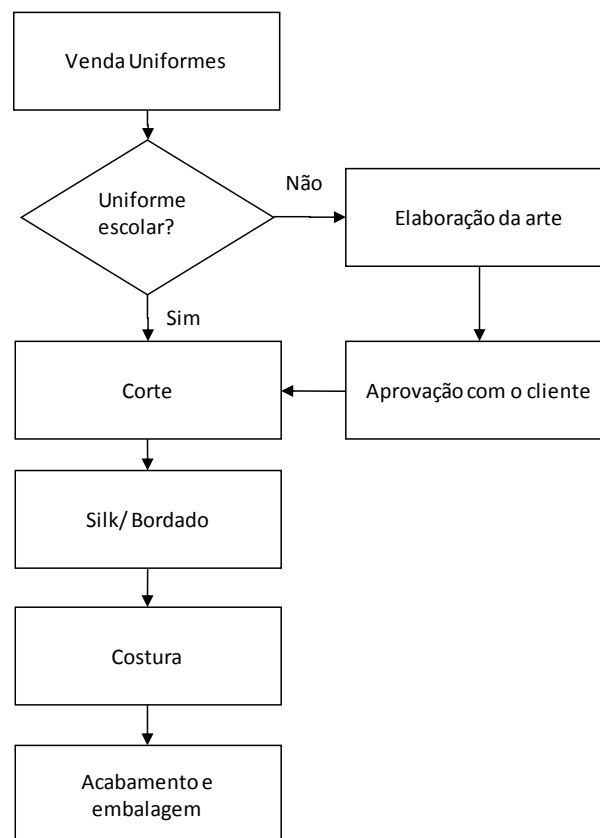 Venda Uniformes
Uniforme
escolar?
Não
Elaboração da arte
Sim
Corte
Aprovação com o cliente
Silk/ Bordado
Costura
Acabamento e
embalagem